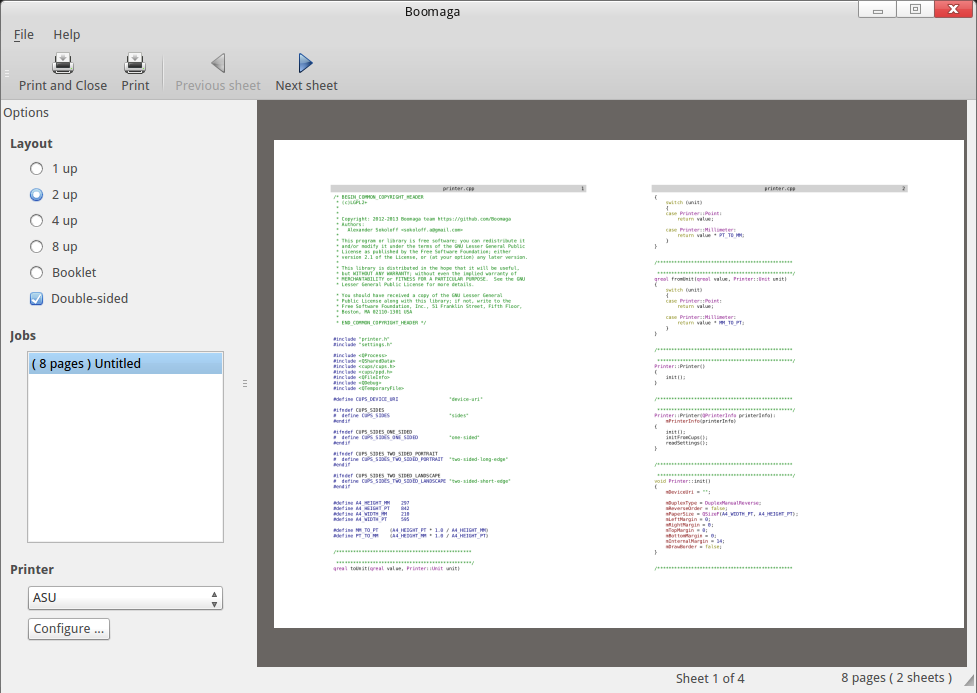 Boomaga
File Help
Print and Close Print Previous sheet Next sheet
Options
Layout
1 up
2 up
4 up
8 up
Booklet
Double-sided
Jobs
( 8 pages ) Untitled
Printer
ASU
Configure ...
printer.cpp 1
/* BEGIN_COMMON_COPYRIGHT_HEADER
* (c)LGPL2+
*
*
* Copyright: 2012-2013 Boomaga team https://github.com/Boomaga
* Authors:
* Alexander Sokoloff <sokoloff.a@gmail.com>
*
* This program or library is free software; you can redistribute it
* and/or modify it under the terms of the GNU Lesser General Public
* License as published by the Free Software Foundation; either
* version 2.1 of the License, or (at your option) any later version.
*
* This library is distributed in the hope that it will be useful,
* but WITHOUT ANY WARRANTY; without even the implied warranty of
* MERCHANTABILITY or FITNESS FOR A PARTICULAR PURPOSE. See the GNU
* Lesser General Public License for more details.
*
* You should have received a copy of the GNU Lesser General
* Public License along with this library; if not, write to the
* Free Software Foundation, Inc., 51 Franklin Street, Fifth Floor,
* Boston, MA 02110-1301 USA
*
* END_COMMON_COPYRIGHT_HEADER */
#include "printer.h"
#include "settings.h"
#include <QProcess>
#include <QSharedData>
#include <cups/cups.h>
#include <cups/ppd.h>
#include <QFileInfo>
#include <QDebug>
#include <QTemporaryFile>
#define CUPS_DEVICE_URI "device-uri"
#ifndef CUPS_SIDES
# define CUPS_SIDES "sides"
#endif
#ifndef CUPS_SIDES_ONE_SIDED
# define CUPS_SIDES_ONE_SIDED "one-sided"
#endif
#ifndef CUPS_SIDES_TWO_SIDED_PORTRAIT
# define CUPS_SIDES_TWO_SIDED_PORTRAIT "two-sided-long-edge"
#endif
#ifndef CUPS_SIDES_TWO_SIDED_LANDSCAPE
# define CUPS_SIDES_TWO_SIDED_LANDSCAPE "two-sided-short-edge"
#endif
#define A4_HEIGHT_MM 297
#define A4_HEIGHT_PT 842
#define A4_WIDTH_MM 210
#define A4_WIDTH_PT 595
#define MM_TO_PT (A4_HEIGHT_PT * 1.0 / A4_HEIGHT_MM)
#define PT_TO_MM (A4_HEIGHT_MM * 1.0 / A4_HEIGHT_PT)
/************************************************
************************************************/
qreal toUnit(qreal value, Printer::Unit unit)
printer.cpp 2
{
switch (unit)
{
case Printer::Point:
return value;
case Printer::Millimeter:
return value * PT_TO_MM;
}
}
/************************************************
************************************************/
qreal fromUnit(qreal value, Printer::Unit unit)
{
switch (unit)
{
case Printer::Point:
return value;
case Printer::Millimeter:
return value * MM_TO_PT;
}
}
/************************************************
************************************************/
Printer::Printer()
{
init();
}
/************************************************
************************************************/
Printer::Printer(QPrinterInfo printerInfo):
mPrinterInfo(printerInfo)
{
init();
initFromCups();
readSettings();
}
/************************************************
************************************************/
void Printer::init()
{
mDeviceUri = "";
mDuplexType = DuplexManualReverse;
mReverseOrder = false;
mPaperSize = QSizeF(A4_WIDTH_PT, A4_HEIGHT_PT);
mLeftMargin = 0;
mRightMargin = 0;
mTopMargin = 0;
mBottomMargin = 0;
mInternalMargin = 14;
mDrawBorder = false;
}
/************************************************
Sheet 1 of 4 8 pages ( 2 sheets )